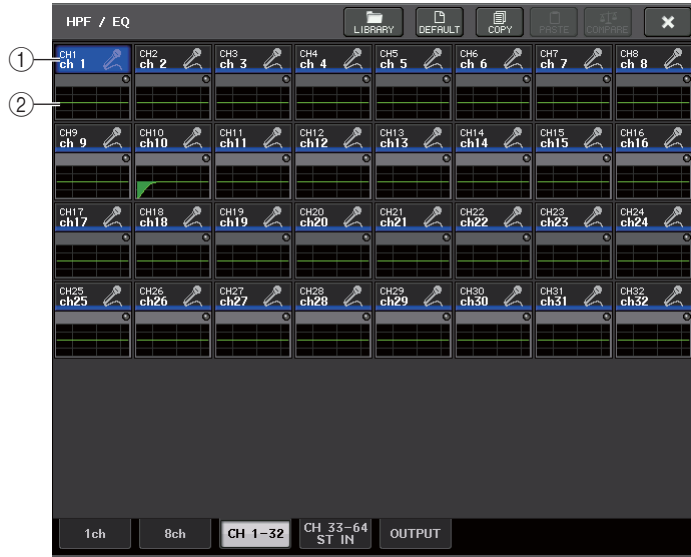 HPF / EQ
LIBRARY DEFAULT COPY PASTE COMPARE
1
CH1 CH2 CH3 CH4 CH5 CH6 CH7 CH8
ch 1 ch 2 ch 3 ch 4 ch 5 ch 6 ch 7 ch 8
2
CH9 CH10 CH11 CH12 CH13 CH14 CH15 CH16
ch 9 ch10 ch11 ch12 ch13 ch14 ch15 ch16
CH17 CH18 CH19 CH20 CH21 CH22 CH23 CH24
ch17 ch18 ch19 ch20 ch21 ch22 ch23 ch24
CH25 CH26 CH27 CH28 CH29 CH30 CH31 CH32
ch25 ch26 ch27 ch28 ch29 ch30 ch31 ch32
1ch 8ch CH 1-32 CH 33-64 OUTPUT
ST IN